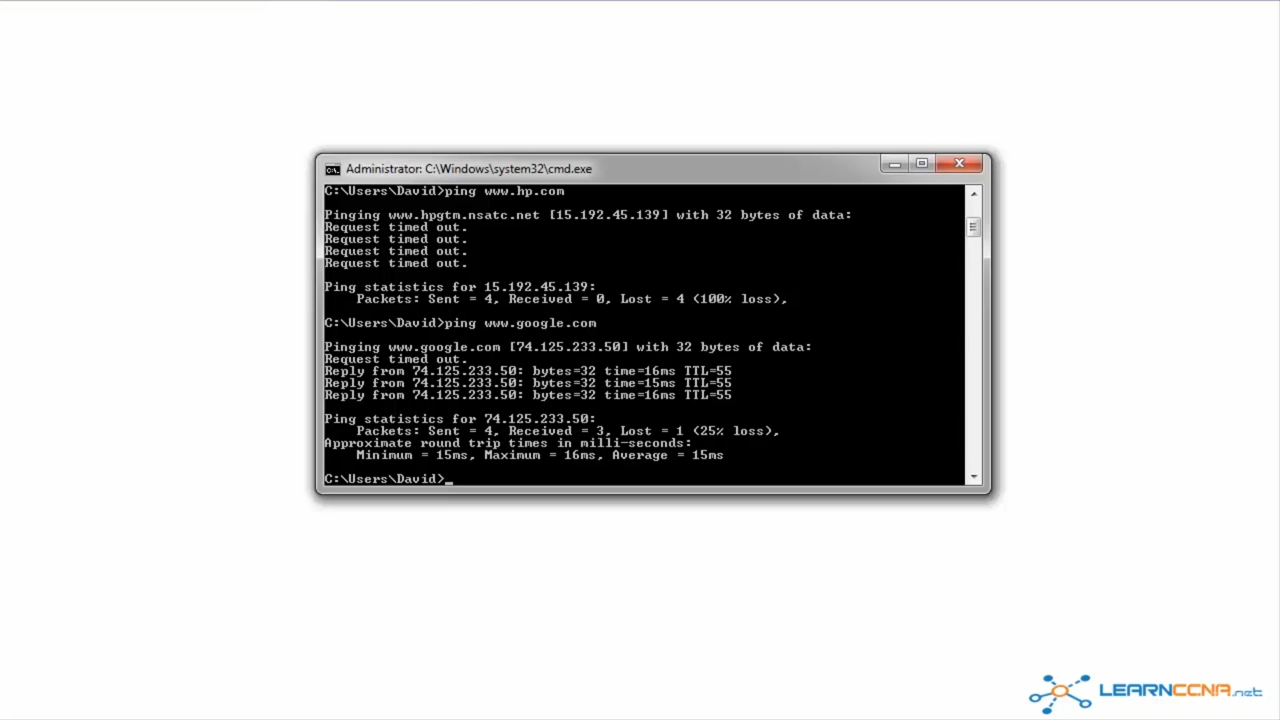 Administrator: C:\Windows\system32\cmd.exe
C:\Users\David>ping www.hp.com
Pinging www.hpgtm.nsatc.net [15.192.45.139] with 32 bytes of data:
Request timed out.
Request timed out.
Request timed out.
Request timed out.
Ping statistics for 15.192.45.139:
    Packets: Sent = 4, Received = 0, Lost = 4 (100% loss),
C:\Users\David>ping www.google.com
Pinging www.google.com [74.125.233.50] with 32 bytes of data:
Request timed out.
Reply from 74.125.233.50: bytes=32 time=16ms TTL=55
Reply from 74.125.233.50: bytes=32 time=15ms TTL=55
Reply from 74.125.233.50: bytes=32 time=16ms TTL=55
Ping statistics for 74.125.233.50:
    Packets: Sent = 4, Received = 3, Lost = 1 (25% loss),
Approximate round trip times in milli-seconds:
    Minimum = 15ms, Maximum = 16ms, Average = 15ms
C:\Users\David>_
LEARNCCNA.net